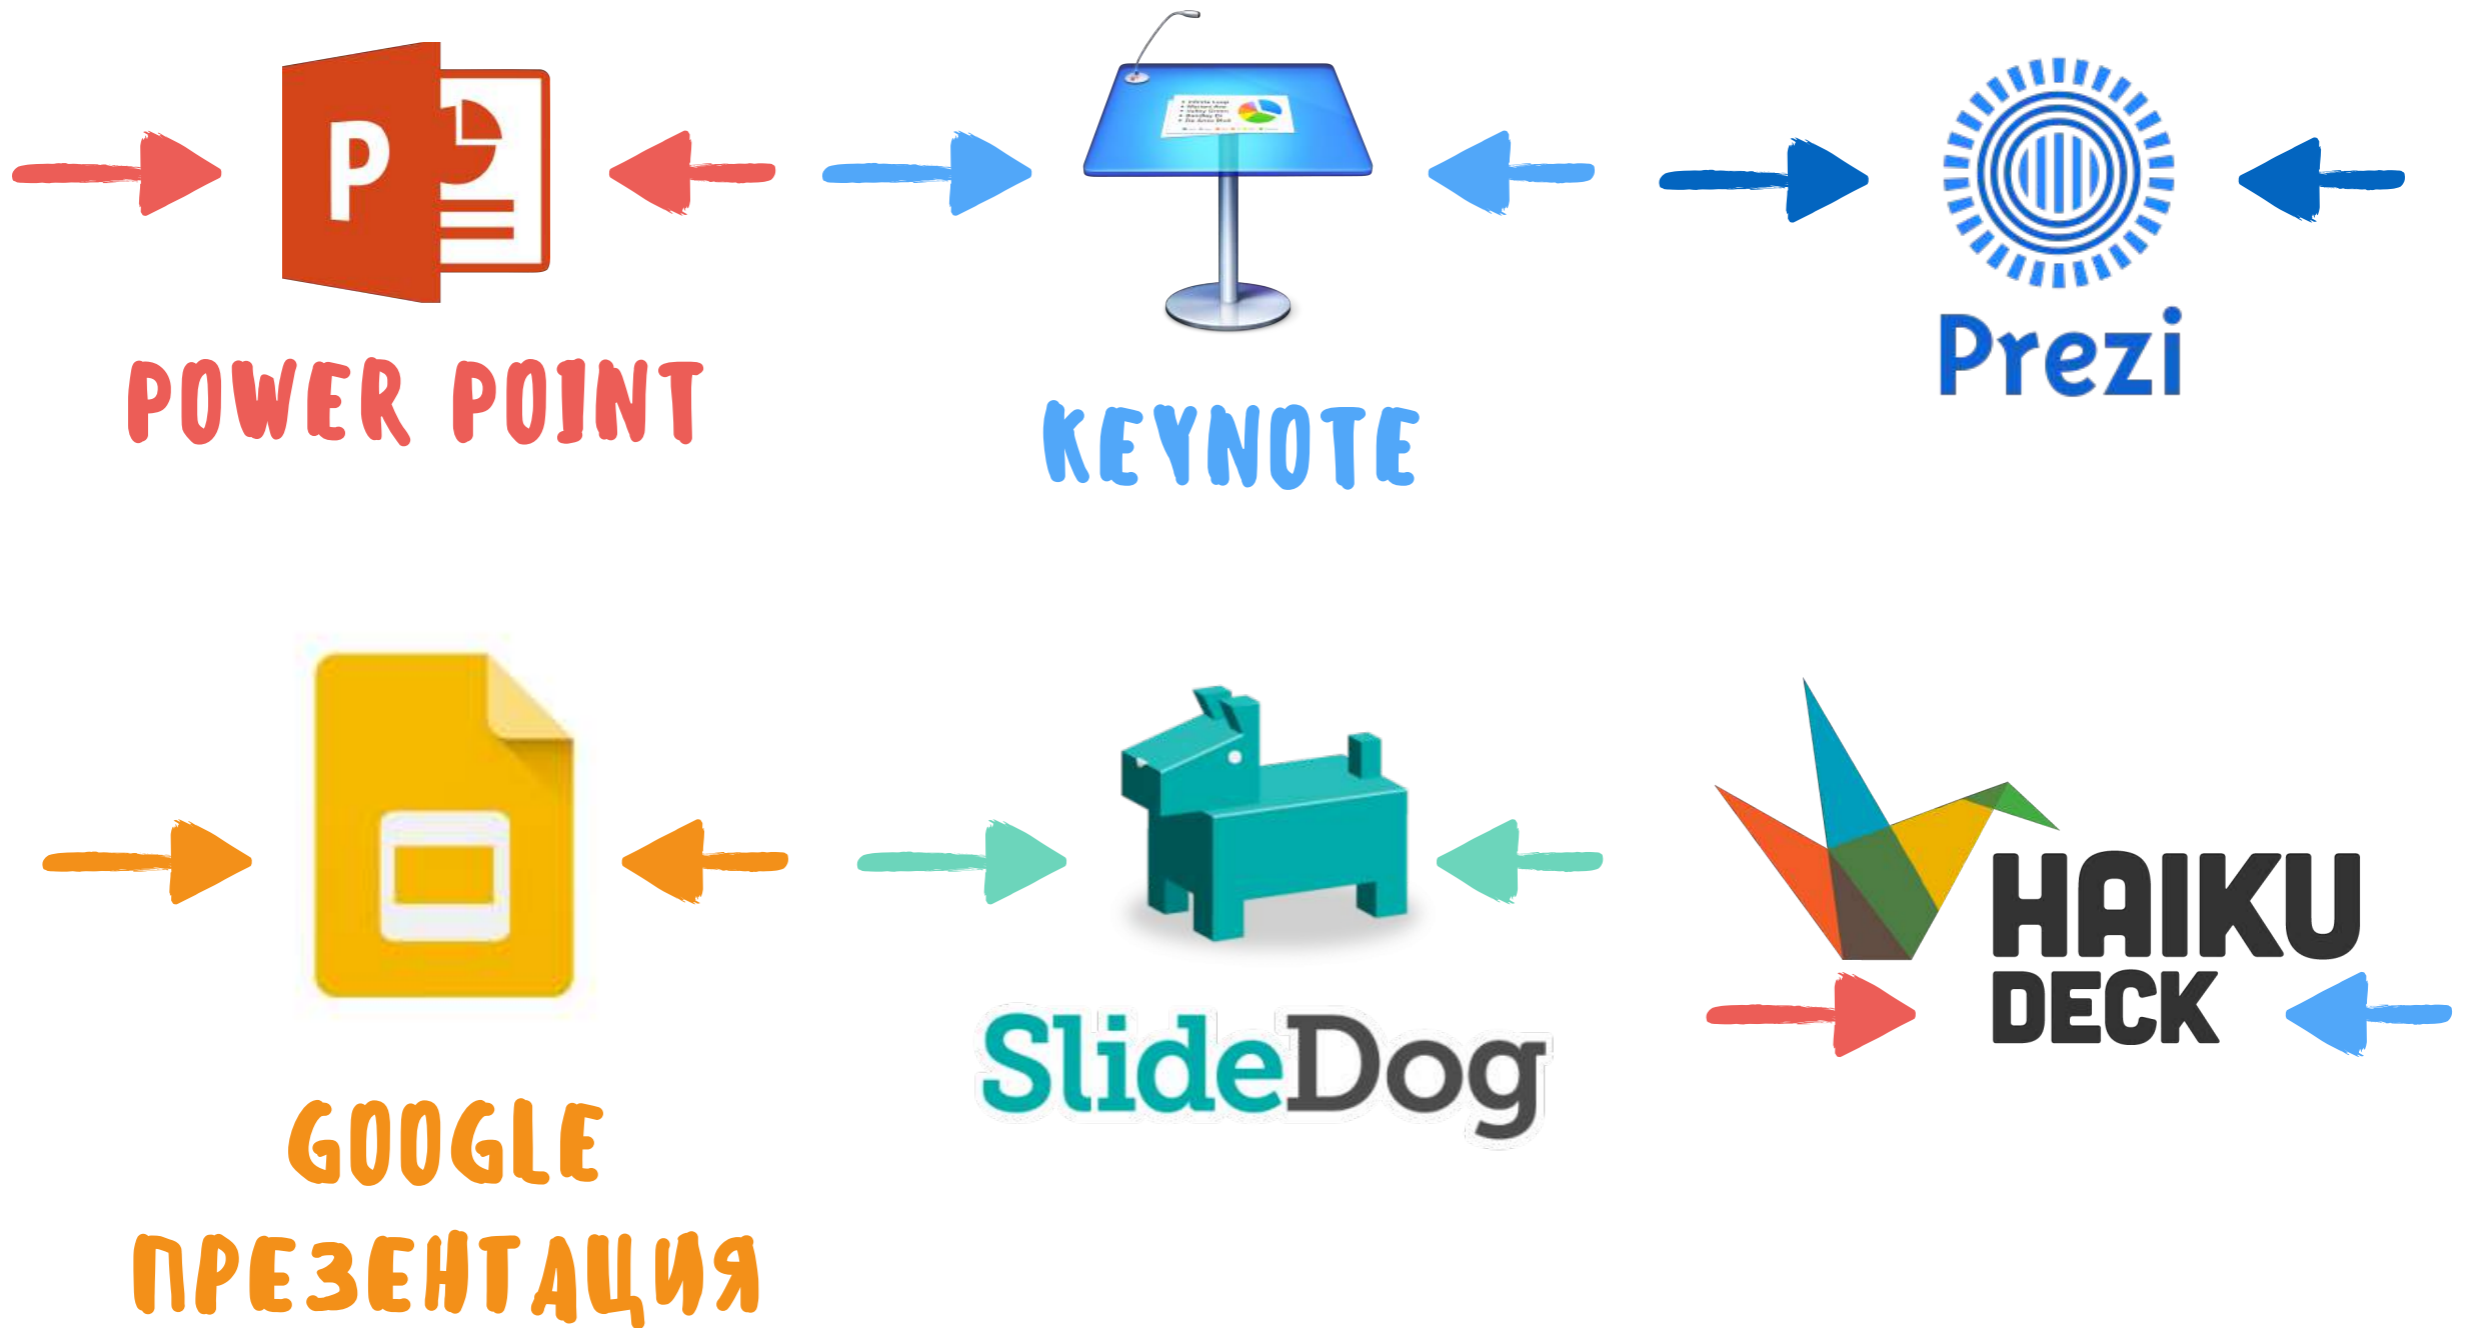 P
POWER POINT
KEYNOTE
Prezi
GOOGLE
ПРЕЗЕНТАЦИЯ
SlideDog
HAIKU
DECK